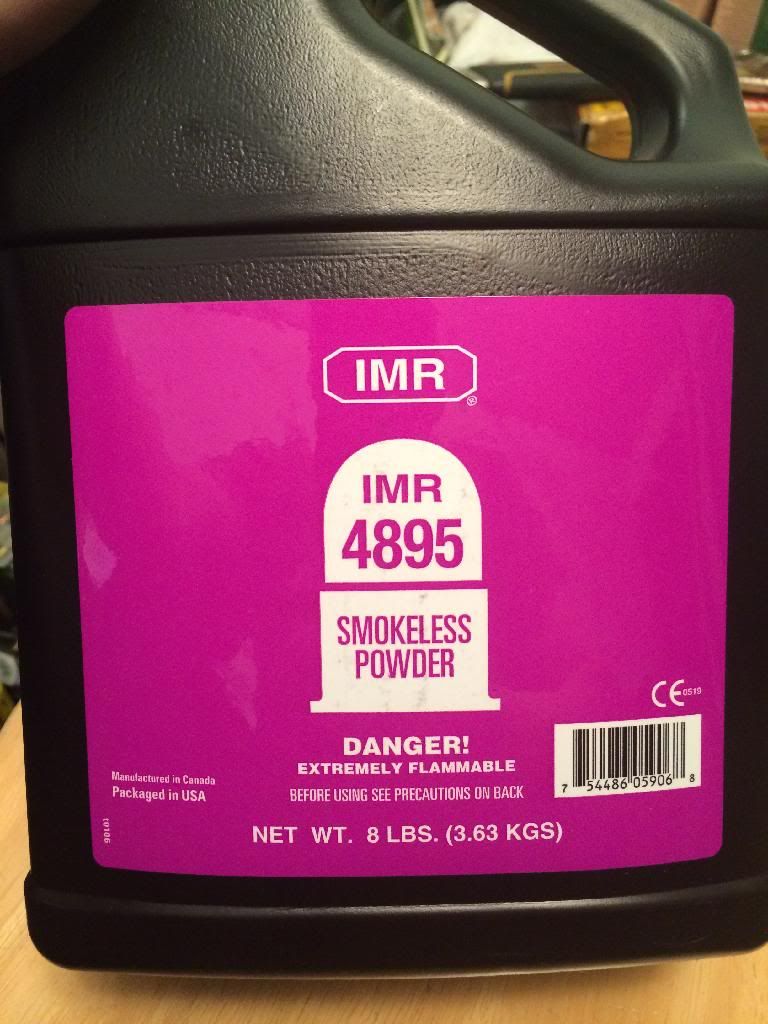 IMR
®
IMR
4895
SMOKELESS
POWDER
CE 0519
DANGER!
EXTREMELY FLAMMABLE
BEFORE USING SEE PRECAUTIONS ON BACK
Manufactured in Canada
Packaged in USA
7 54486 05906 8
NET WT. 8 LBS. (3.63 KGS)